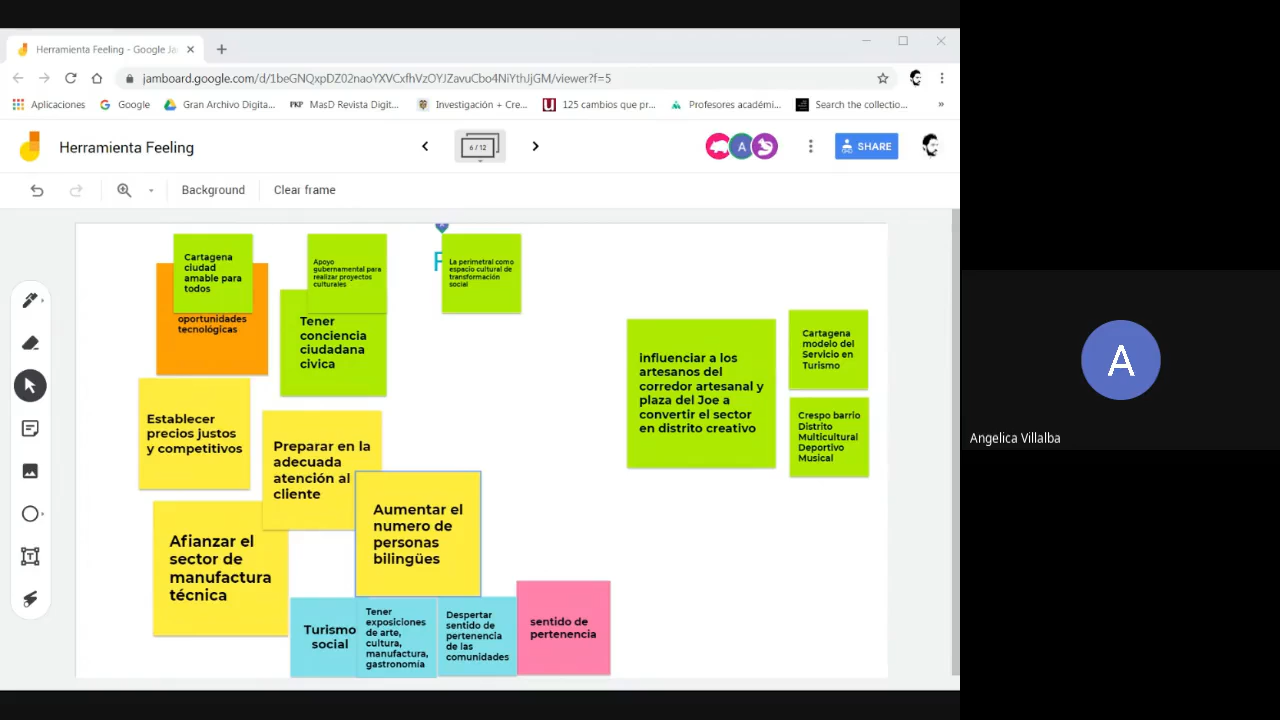 Herramienta Feeling - Google Ja
jamboard.google.com/d/1beGNQxpDZ02naoYXVCxfhVzOYJZavuCbo4NiYthJjGM/viewer?f=5
Aplicaciones
Google
Gran Archivo Digita...
PKP MasD Revista Digit...
Investigación + Cre...
125 cambios que pr...
Profesores académi...
Search the collectio...
»
Herramienta Feeling
6 / 12
A
SHARE
Background
Clear frame
Cartagena
ciudad
amable para
todos
oportunidades
tecnológicas
Apoyo
gubernamental para
realizar proyectos
culturales
Tener
conciencia
ciudadana
civica
F
La perimetral como
espacio cultural de
transformación
social
influenciar a los
artesanos del
corredor artesanal y
plaza del Joe a
convertir el sector
en distrito creativo
Cartagena
modelo del
Servicio en
Turismo
Crespo barrio
Distrito
Multicultural
Deportivo
Musical
Establecer
precios justos
y competitivos
Preparar en la
adecuada
atención al
cliente
Aumentar el
numero de
personas
bilingües
Afianzar el
sector de
manufactura
técnica
Turismo
social
Tener
exposiciones
de arte,
cultura,
manufactura,
gastronomía
Despertar
sentido de
pertenencia
de las
comunidades
sentido de
pertenencia
A
Angelica Villalba